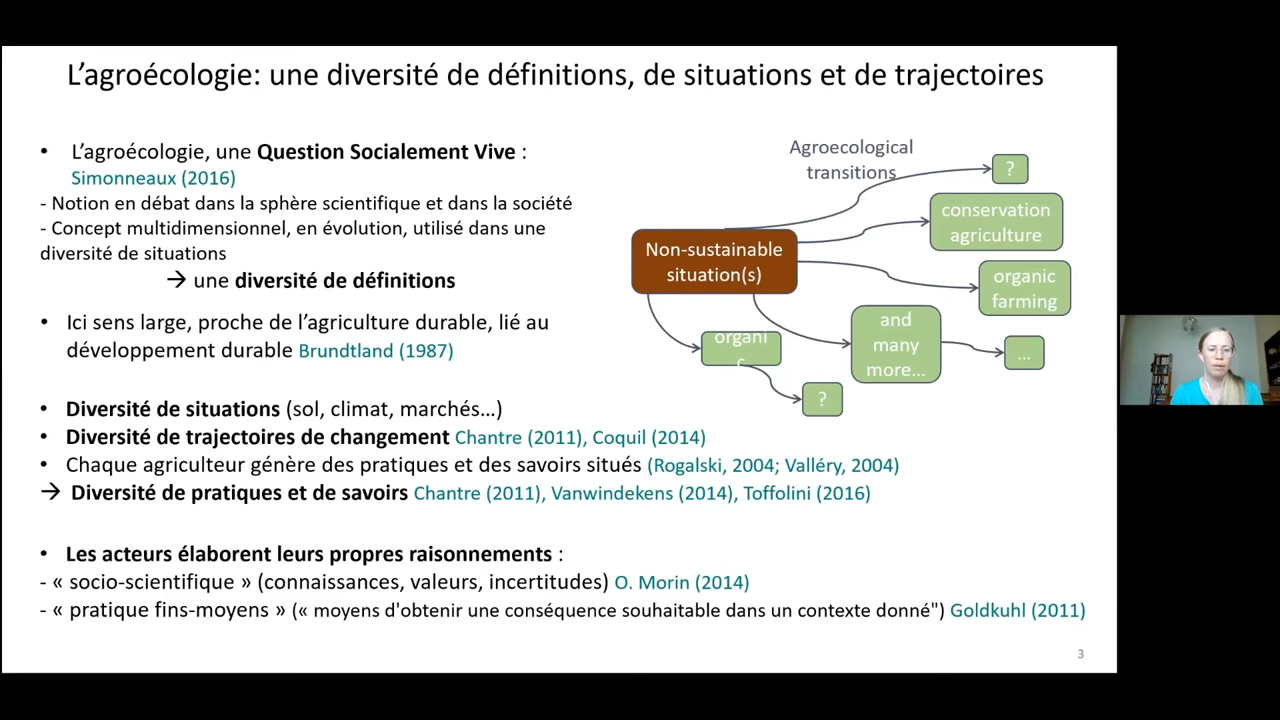 L’agroécologie: une diversité de définitions, de situations et de trajectoires
• L’agroécologie, une Question Socialement Vive :
Simonneaux (2016)
- Notion en débat dans la sphère scientifique et dans la société
- Concept multidimensionnel, en évolution, utilisé dans une
diversité de situations
→ une diversité de définitions
• Ici sens large, proche de l’agriculture durable, lié au
développement durable Brundtland (1987)
• Diversité de situations (sol, climat, marchés…)
• Diversité de trajectoires de changement Chantre (2011), Coquil (2014)
• Chaque agriculteur génère des pratiques et des savoirs situés (Rogalski, 2004; Valléry, 2004)
→ Diversité de pratiques et de savoirs Chantre (2011), Vanwindekens (2014), Toffolini (2016)
• Les acteurs élaborent leurs propres raisonnements :
- « socio-scientifique » (connaissances, valeurs, incertitudes) O. Morin (2014)
- « pratique fins-moyens » (« moyens d'obtenir une conséquence souhaitable dans un contexte donné") Goldkuhl (2011)
Agroecological
transitions
?
conservation
agriculture
Non-sustainable
situation(s)
organic
farming
and
many
more…
…
organi
c
?
3